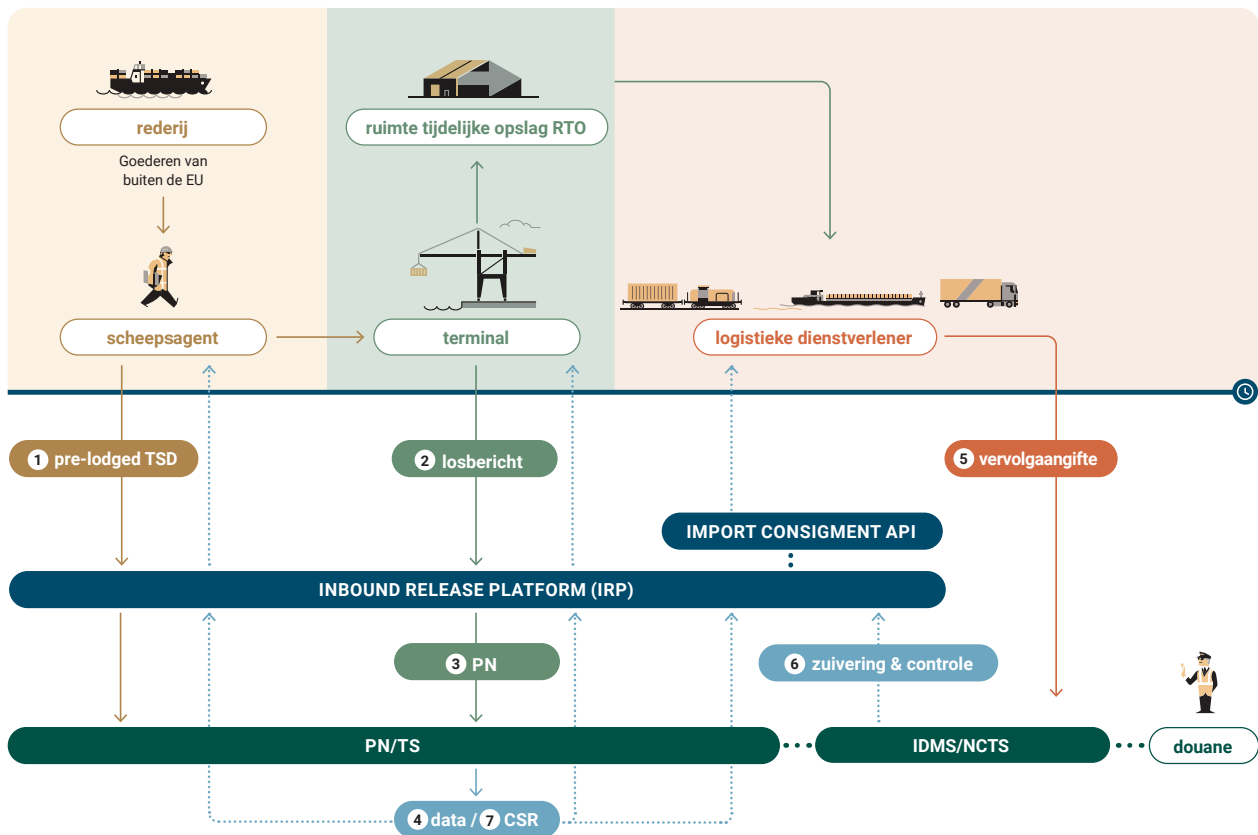 rederij
ruimte tijdelijke opslag RTO
Goederen van
buiten de EU
scheepsagent
terminal
logistieke dienstverlener
1 pre-lodged TSD
2 losbericht
5 vervolgaangifte
IMPORT CONSIGMENT API
INBOUND RELEASE PLATFORM (IRP)
3 PN
6 zuivering & controle
PN/TS
IDMS/NCTS
douane
4 data / 7 CSR